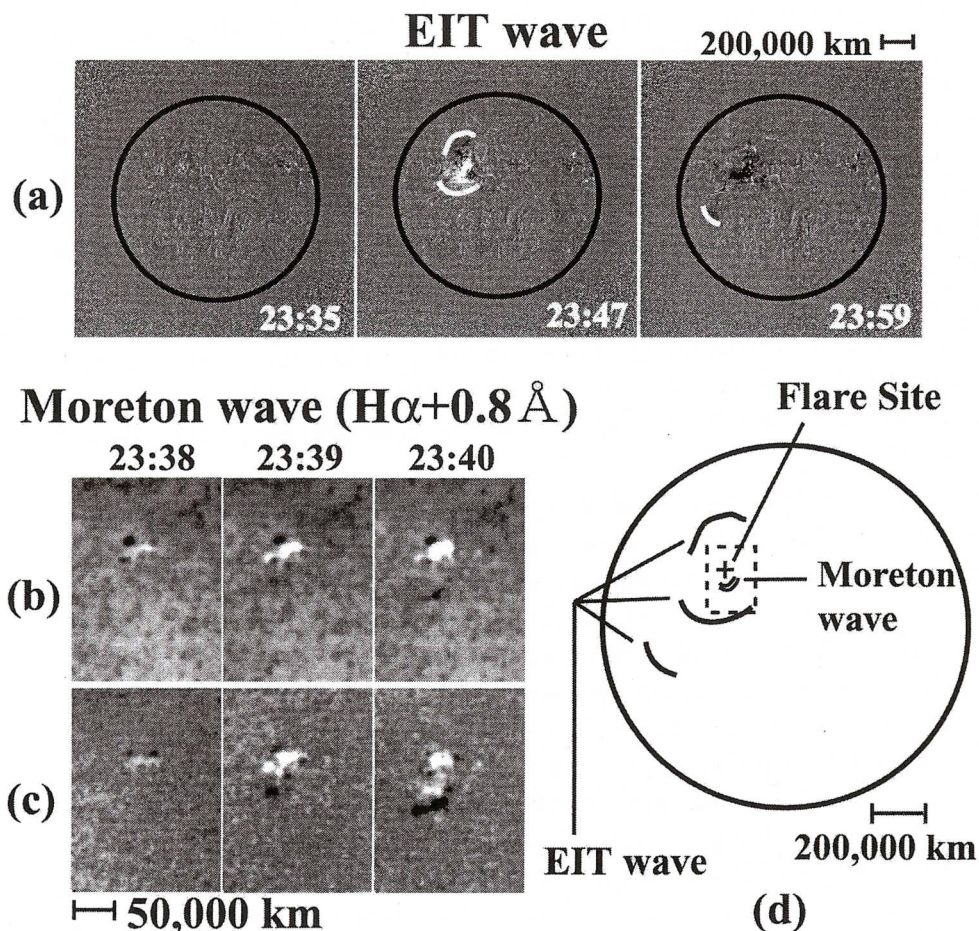 EIT wave
200,000 km
(a)
23:35
23:47
23:59
Moreton wave (Hα+0.8 Å)
23:38
23:39
23:40
(b)
(c)
50,000 km
Flare Site
Moreton
wave
EIT wave
200,000 km
(d)